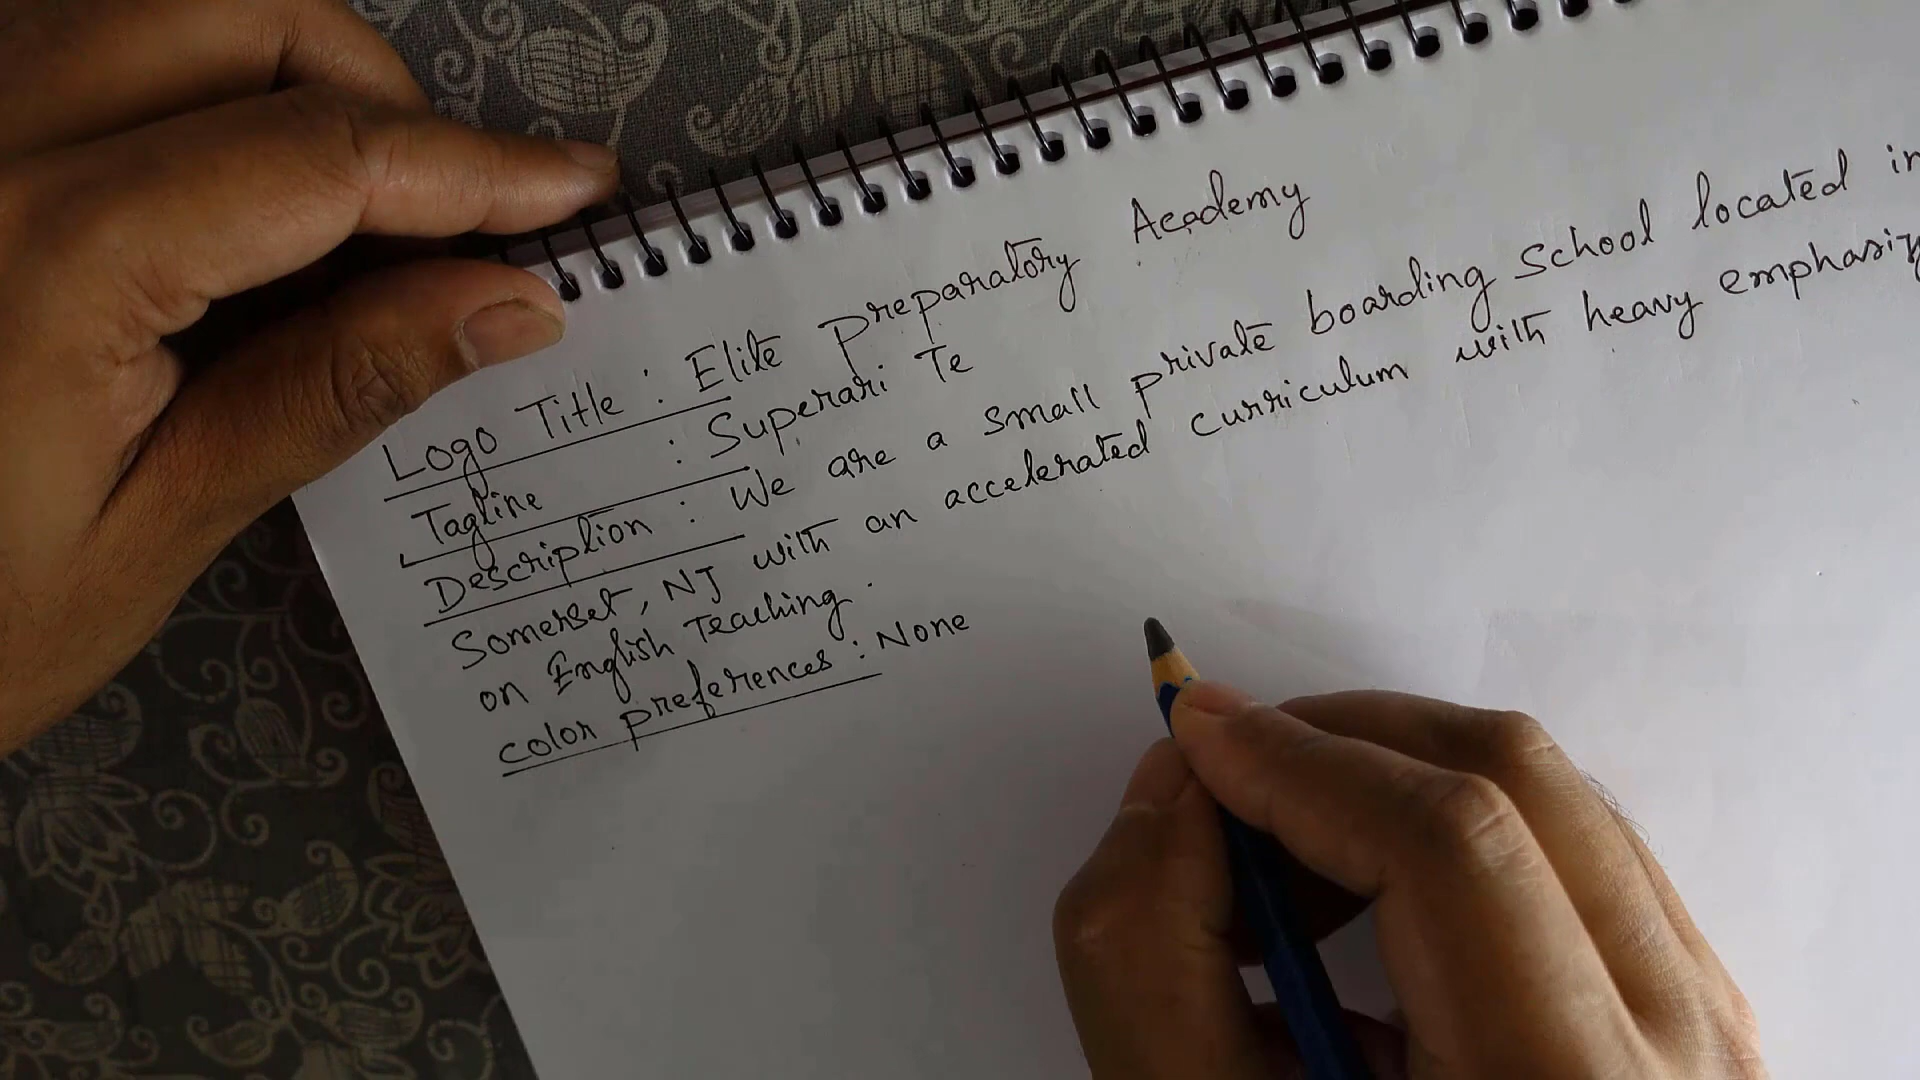 Logo Title : Elite Preparatory Academy
Tagline : Superari Te
Description : We are a small private boarding School located in
Somerset, NJ with an accelerated curriculum with heavy
on English Teaching.
color preferences : None